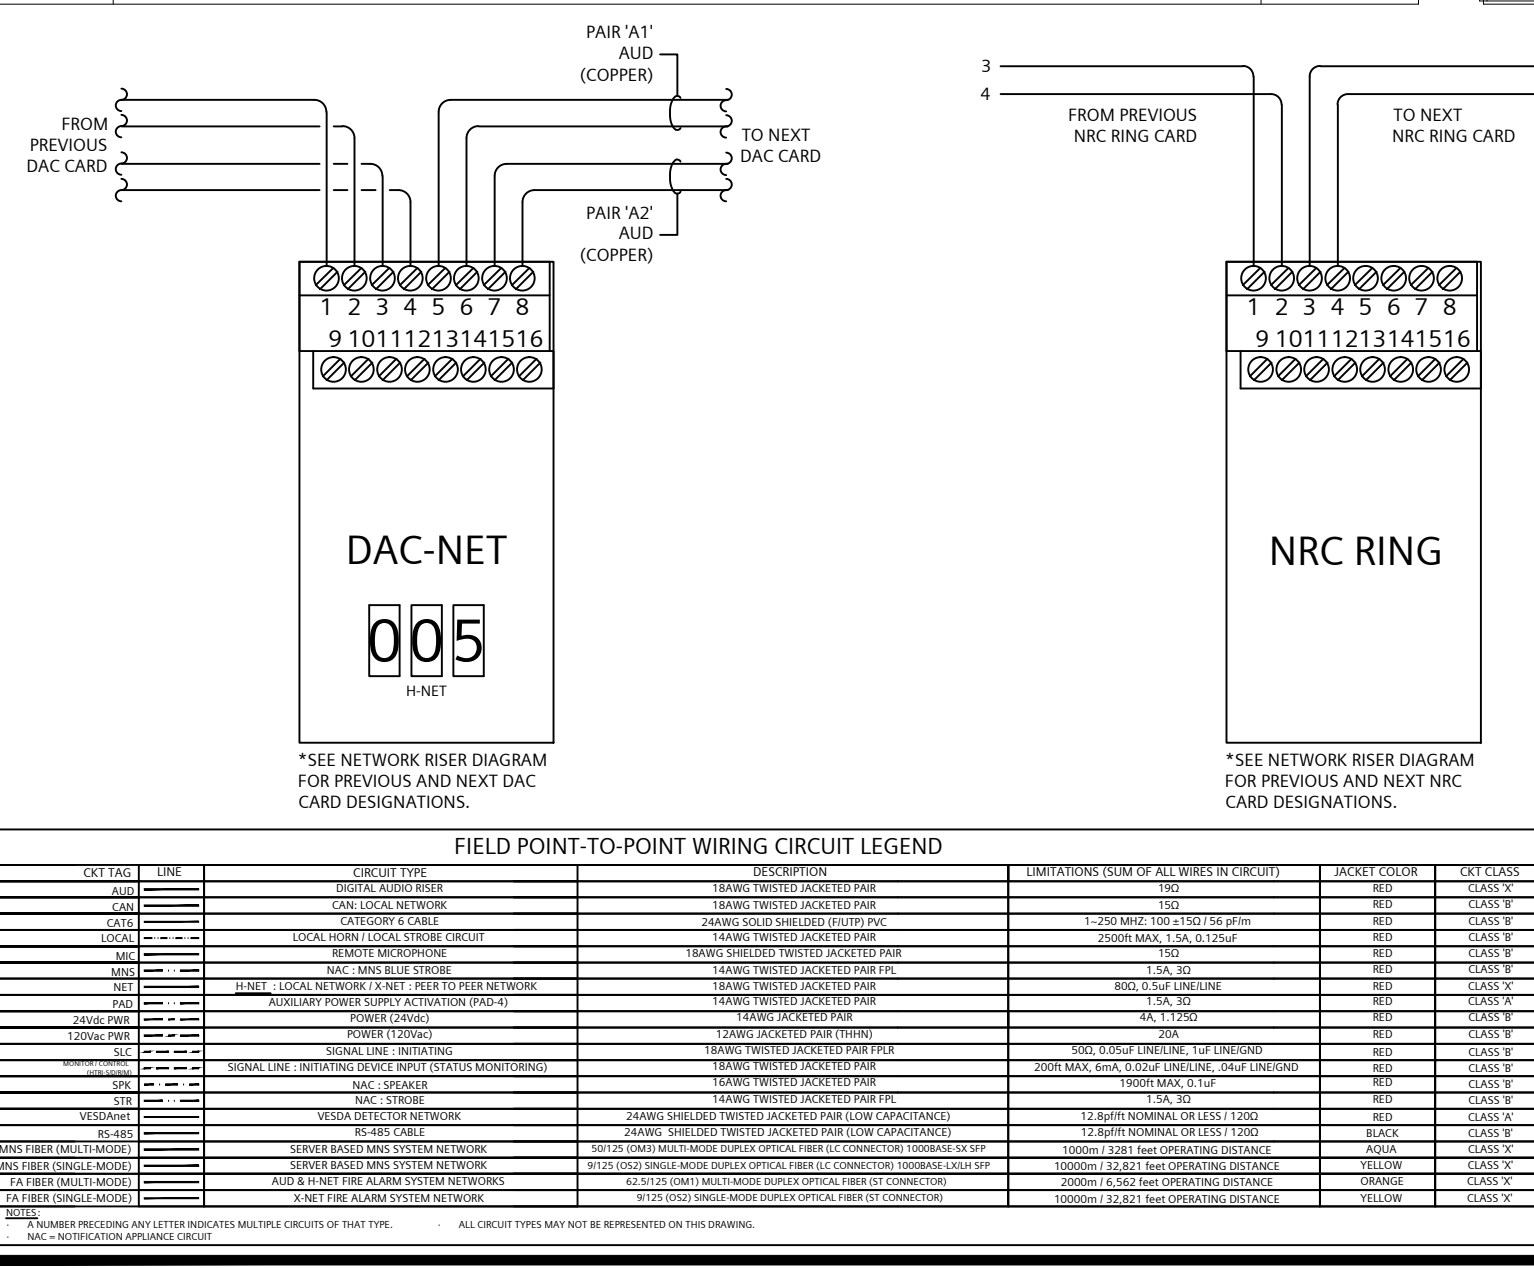 PAIR 'A1'
AUD
(COPPER)
FROM
PREVIOUS
DAC CARD
TO NEXT
DAC CARD
PAIR 'A2'
AUD
(COPPER)
1 2 3 4 5 6 7 8
9 10 11 12 13 14 15 16
DAC-NET
0 0 5
H-NET
*SEE NETWORK RISER DIAGRAM
FOR PREVIOUS AND NEXT DAC
CARD DESIGNATIONS.
3
4
FROM PREVIOUS
NRC RING CARD
TO NEXT
NRC RING CARD
1 2 3 4 5 6 7 8
9 10 11 12 13 14 15 16
NRC RING
*SEE NETWORK RISER DIAGRAM
FOR PREVIOUS AND NEXT NRC
CARD DESIGNATIONS.
FIELD POINT-TO-POINT WIRING CIRCUIT LEGEND
CKT TAG LINE CIRCUIT TYPE DESCRIPTION LIMITATIONS (SUM OF ALL WIRES IN CIRCUIT) JACKET COLOR CKT CLASS
AUD DIGITAL AUDIO RISER 18AWG TWISTED JACKETED PAIR 19Ω RED CLASS 'X'
CAN CAN: LOCAL NETWORK 18AWG TWISTED JACKETED PAIR 15Ω RED CLASS 'B'
CAT6 CATEGORY 6 CABLE 24AWG SOLID SHIELDED (F/UTP) PVC 1~250 MHZ: 100 ±15Ω / 56 pF/m RED CLASS 'B'
LOCAL LOCAL HORN / LOCAL STROBE CIRCUIT 14AWG TWISTED JACKETED PAIR 2500ft MAX, 1.5A, 0.125uF RED CLASS 'B'
MIC REMOTE MICROPHONE 18AWG SHIELDED TWISTED JACKETED PAIR 15Ω RED CLASS 'B'
MNS NAC : MNS BLUE STROBE 14AWG TWISTED JACKETED PAIR FPL 1.5A, 3Ω RED CLASS 'B'
NET H-NET : LOCAL NETWORK / X-NET : PEER TO PEER NETWORK 18AWG TWISTED JACKETED PAIR 80Ω, 0.5uF LINE/LINE RED CLASS 'X'
PAD AUXILIARY POWER SUPPLY ACTIVATION (PAD-4) 14AWG TWISTED JACKETED PAIR 1.5A, 3Ω RED CLASS 'A'
24Vdc PWR POWER (24Vdc) 14AWG JACKETED PAIR 4A, 1.125Ω RED CLASS 'B'
120Vac PWR POWER (120Vac) 12AWG JACKETED PAIR (THHN) 20A RED CLASS 'B'
SLC SIGNAL LINE : INITIATING 18AWG TWISTED JACKETED PAIR FPLR 50Ω, 0.05uF LINE/LINE, 1uF LINE/GND RED CLASS 'B'
MONITOR / CONTROL
(HTRI-S/D/R/M) SIGNAL LINE : INITIATING DEVICE INPUT (STATUS MONITORING) 18AWG TWISTED JACKETED PAIR 200ft MAX, 6mA, 0.02uF LINE/LINE, .04uF LINE/GND RED CLASS 'B'
SPK NAC : SPEAKER 16AWG TWISTED JACKETED PAIR 1900ft MAX, 0.1uF RED CLASS 'B'
STR NAC : STROBE 14AWG TWISTED JACKETED PAIR FPL 1.5A, 3Ω RED CLASS 'B'
VESDAnet VESDA DETECTOR NETWORK 24AWG SHIELDED TWISTED JACKETED PAIR (LOW CAPACITANCE) 12.8pf/ft NOMINAL OR LESS / 120Ω RED CLASS 'A'
RS-485 RS-485 CABLE 24AWG SHIELDED TWISTED JACKETED PAIR (LOW CAPACITANCE) 12.8pf/ft NOMINAL OR LESS / 120Ω BLACK CLASS 'B'
MNS FIBER (MULTI-MODE) SERVER BASED MNS SYSTEM NETWORK 50/125 (OM3) MULTI-MODE DUPLEX OPTICAL FIBER (LC CONNECTOR) 1000BASE-SX SFP 1000m / 3281 feet OPERATING DISTANCE AQUA CLASS 'X'
MNS FIBER (SINGLE-MODE) SERVER BASED MNS SYSTEM NETWORK 9/125 (OS2) SINGLE-MODE DUPLEX OPTICAL FIBER (LC CONNECTOR) 1000BASE-LX/LH SFP 10000m / 32,821 feet OPERATING DISTANCE YELLOW CLASS 'X'
FA FIBER (MULTI-MODE) AUD & H-NET FIRE ALARM SYSTEM NETWORKS 62.5/125 (OM1) MULTI-MODE DUPLEX OPTICAL FIBER (ST CONNECTOR) 2000m / 6,562 feet OPERATING DISTANCE ORANGE CLASS 'X'
FA FIBER (SINGLE-MODE) X-NET FIRE ALARM SYSTEM NETWORK 9/125 (OS2) SINGLE-MODE DUPLEX OPTICAL FIBER (ST CONNECTOR) 10000m / 32,821 feet OPERATING DISTANCE YELLOW CLASS 'X'
NOTES:
· A NUMBER PRECEDING ANY LETTER INDICATES MULTIPLE CIRCUITS OF THAT TYPE. · ALL CIRCUIT TYPES MAY NOT BE REPRESENTED ON THIS DRAWING.
· NAC = NOTIFICATION APPLIANCE CIRCUIT